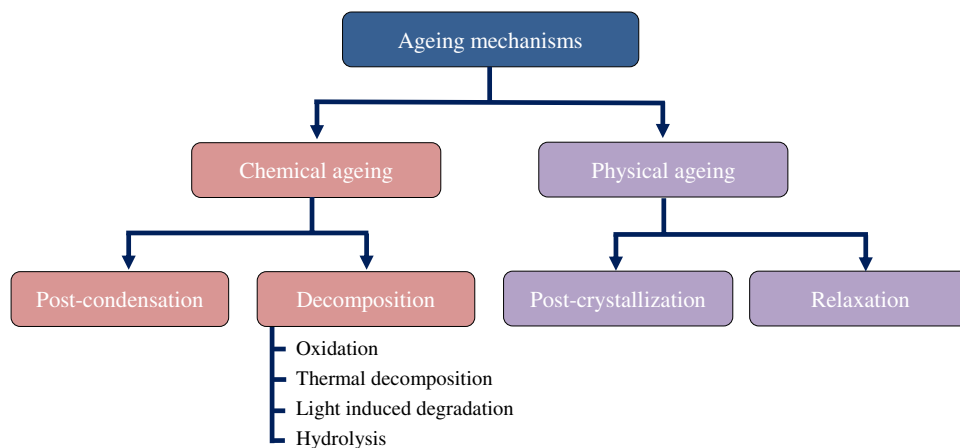 Ageing mechanisms
Chemical ageing
Physical ageing
Post-condensation
Decomposition
Post-crystallization
Relaxation
Oxidation
Thermal decomposition
Light induced degradation
Hydrolysis